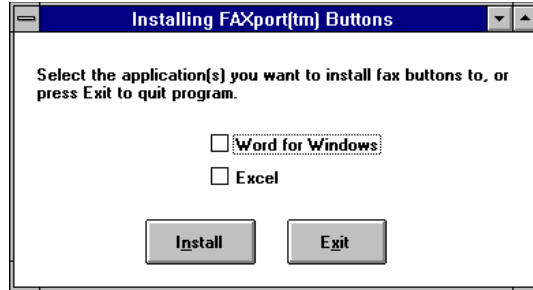 Installing FAXport(tm) Buttons
Select the application(s) you want to install fax buttons to, or
press Exit to quit program.
Word for Windows
Excel
Install Exit